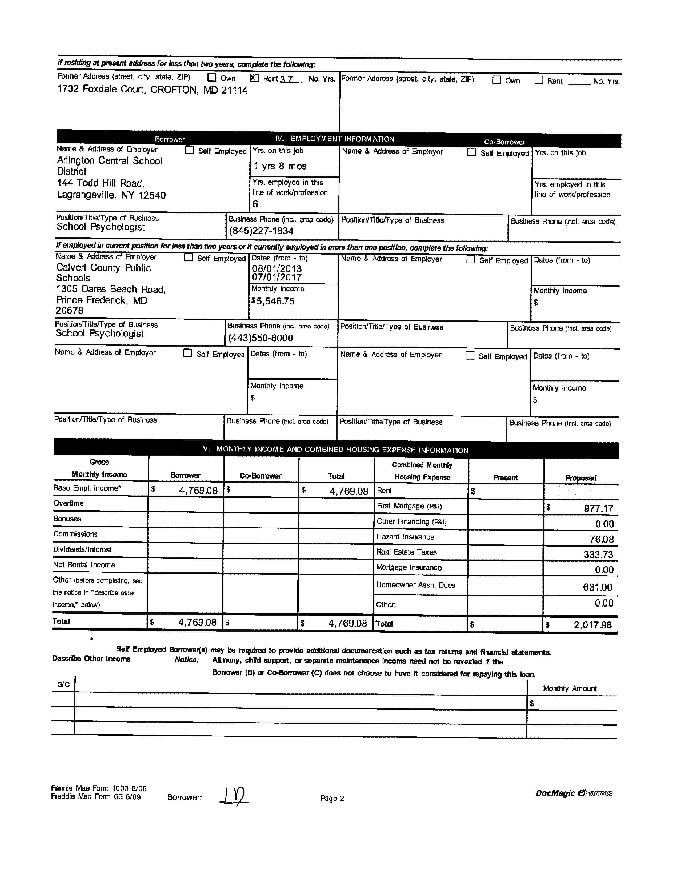 If residing at present address for less than two years, complete the following:
Former Address (street, city, state, ZIP) Own Rent 3.7 No. Yrs. Former Address (street, city, state, ZIP) Own Rent No. Yrs.
1732 Foxdale Court, CROFTON, MD 21114
Borrower IV. EMPLOYMENT INFORMATION Co-Borrower
Name & Address of Employer Self Employed Yrs. on this job Name & Address of Employer Self Employed Yrs. on this job
Arlington Central School
District
144 Todd Hill Road,
Lagrangeville, NY 12540
1 yrs 8 mos
Yrs. employed in this
line of work/profession
6
Yrs. employed in this
line of work/profession
Position/Title/Type of Business Business Phone (incl. area code) Position/Title/Type of Business Business Phone (incl. area code)
School Psychologist (845)227-1834
If employed in current position for less than two years or if currently employed in more than one position, complete the following:
Name & Address of Employer Self Employed Dates (from - to) Name & Address of Employer Self Employed Dates (from - to)
Calvert County Public
Schools
1305 Dares Beach Road,
Prince Frederick, MD
20678
08/01/2013
07/01/2017
Monthly Income
$5,546.75
Monthly Income
$
Position/Title/Type of Business Business Phone (incl. area code) Position/Title/Type of Business Business Phone (incl. area code)
School Psychologist (443)550-8000
Name & Address of Employer Self Employed Dates (from - to) Name & Address of Employer Self Employed Dates (from - to)
Monthly Income Monthly Income
$ $
Position/Title/Type of Business Business Phone (incl. area code) Position/Title/Type of Business Business Phone (incl. area code)
V. MONTHLY INCOME AND COMBINED HOUSING EXPENSE INFORMATION
Gross
Monthly Income Borrower Co-Borrower Total Combined Monthly
Housing Expense Present Proposed
Base Empl. Income* $ 4,769.08 $ $ 4,769.08 Rent $
Overtime First Mortgage (P&I) $ 977.17
Bonuses Other Financing (P&I) 0.00
Commissions Hazard Insurance 76.08
Dividends/Interest Real Estate Taxes 333.73
Net Rental Income Mortgage Insurance 0.00
Other (before completing, see
the notice in "describe other
income," below)
Homeowner Assn. Dues 631.00
Other: 0.00
Total $ 4,769.08 $ $ 4,769.08 Total $ $ 2,017.98
*
Self Employed Borrower(s) may be required to provide additional documentation such as tax returns and financial statements.
Describe Other Income Notice: Alimony, child support, or separate maintenance income need not be revealed if the
Borrower (B) or Co-Borrower (C) does not choose to have it considered for repaying this loan.
B/C Monthly Amount
$
Fannie Mae Form 1003 6/09
Freddie Mac Form 65 6/09 Borrower: LD Page 2 DocMagic